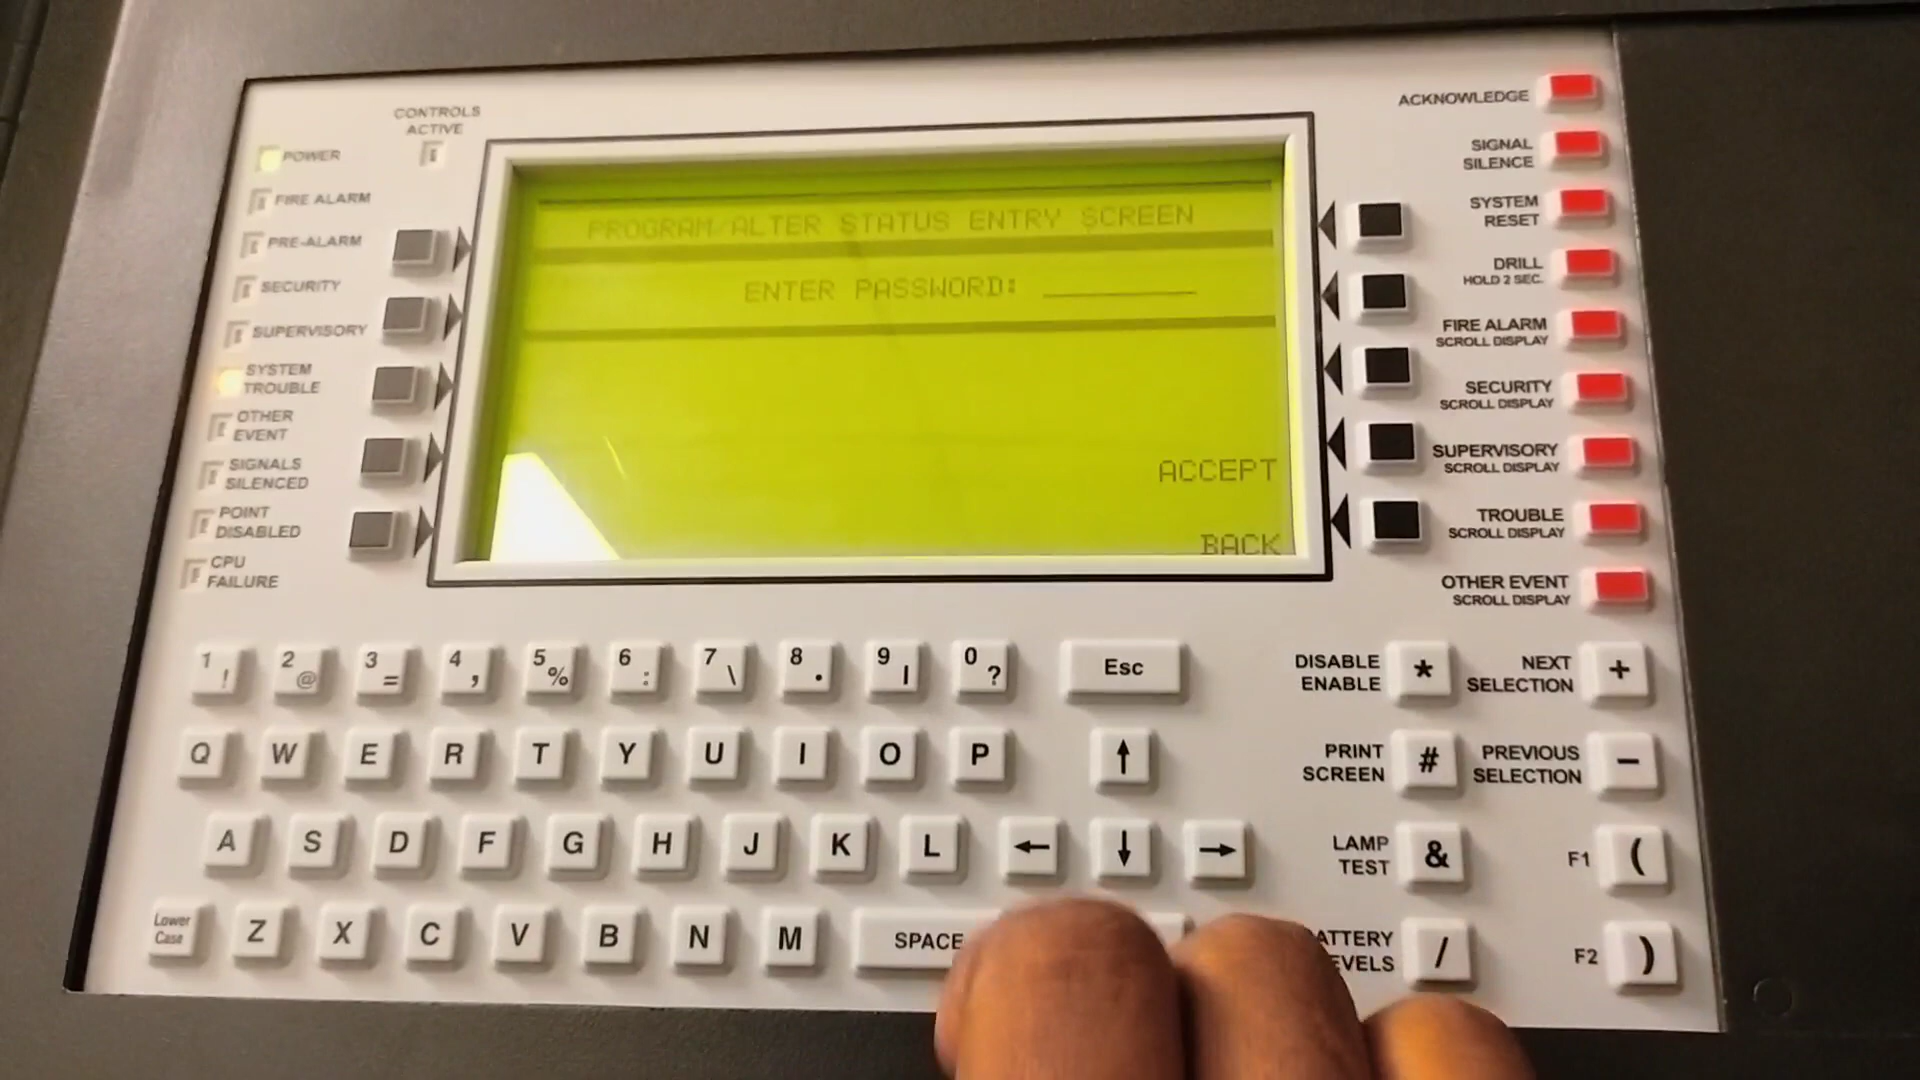 CONTROLS
ACTIVE
POWER
FIRE ALARM
PRE-ALARM
SECURITY
SUPERVISORY
SYSTEM
TROUBLE
OTHER
EVENT
SIGNALS
SILENCED
POINT
DISABLED
CPU
FAILURE
PROGRAM/ALTER STATUS ENTRY SCREEN
ENTER PASSWORD: _________
ACCEPT
BACK
ACKNOWLEDGE
SIGNAL
SILENCE
SYSTEM
RESET
DRILL
HOLD 2 SEC.
FIRE ALARM
SCROLL DISPLAY
SECURITY
SCROLL DISPLAY
SUPERVISORY
SCROLL DISPLAY
TROUBLE
SCROLL DISPLAY
OTHER EVENT
SCROLL DISPLAY
1 ! 2 @ 3 = 4 , 5 % 6 : 7 \ 8 . 9 | 0 ? Esc
Q W E R T Y U I O P ↑
A S D F G H J K L ← ↓ →
Lower
Case
Z X C V B N M SPACE
DISABLE
ENABLE
*
NEXT
SELECTION
+
PRINT
SCREEN
#
PREVIOUS
SELECTION
-
LAMP
TEST
&
F1 (
ATTERY
EVELS
/
F2 )